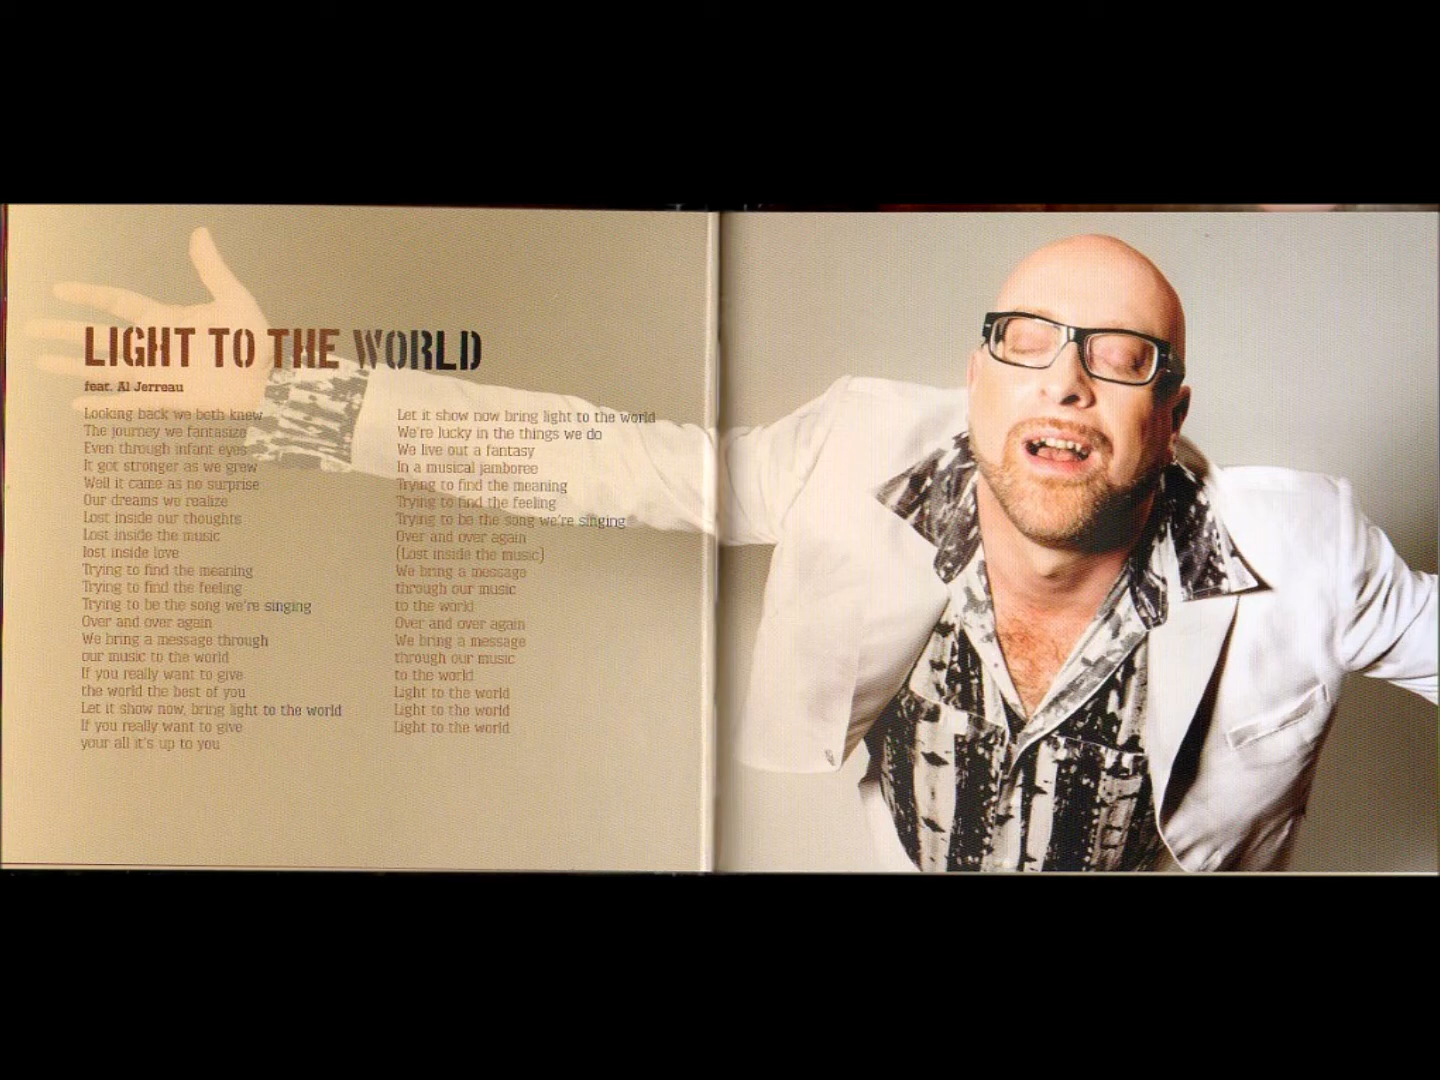 LIGHT TO THE WORLD
feat. Al Jerreau
Looking back we both knew
The journey we fantasize
Even through infant eyes
It got stronger as we grew
Well it came as no surprise
Our dreams we realize
Lost inside our thoughts
Lost inside the music
lost inside love
Trying to find the meaning
Trying to find the feeling
Trying to be the song we're singing
Over and over again
We bring a message through
our music to the world
If you really want to give
the world the best of you
Let it show now, bring light to the world
If you really want to give
your all it's up to you
Let it show now bring light to the world
We're lucky in the things we do
We live out a fantasy
In a musical jamboree
Trying to find the meaning
Trying to find the feeling
Trying to be the song we're singing
Over and over again
(Lost inside the music)
We bring a message
through our music
to the world
Over and over again
We bring a message
through our music
to the world
Light to the world
Light to the world
Light to the world